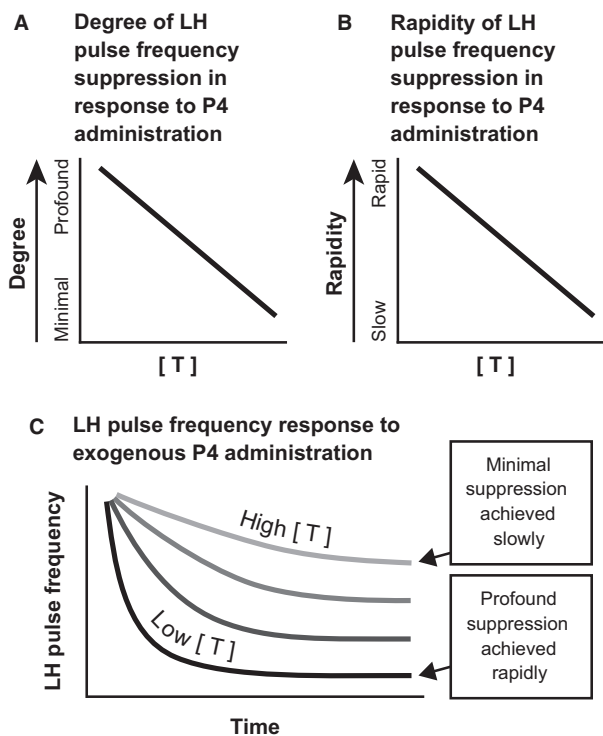 A
Degree of LH
pulse frequency
suppression in
response to P4
administration
Degree
Minimal
Profound
[ T ]
B
Rapidity of LH
pulse frequency
suppression in
response to P4
administration
Rapidity
Slow
Rapid
[ T ]
C
LH pulse frequency response to
exogenous P4 administration
LH pulse frequency
High [ T ]
Low [ T ]
Time
Minimal
suppression
achieved
slowly
Profound
suppression
achieved
rapidly